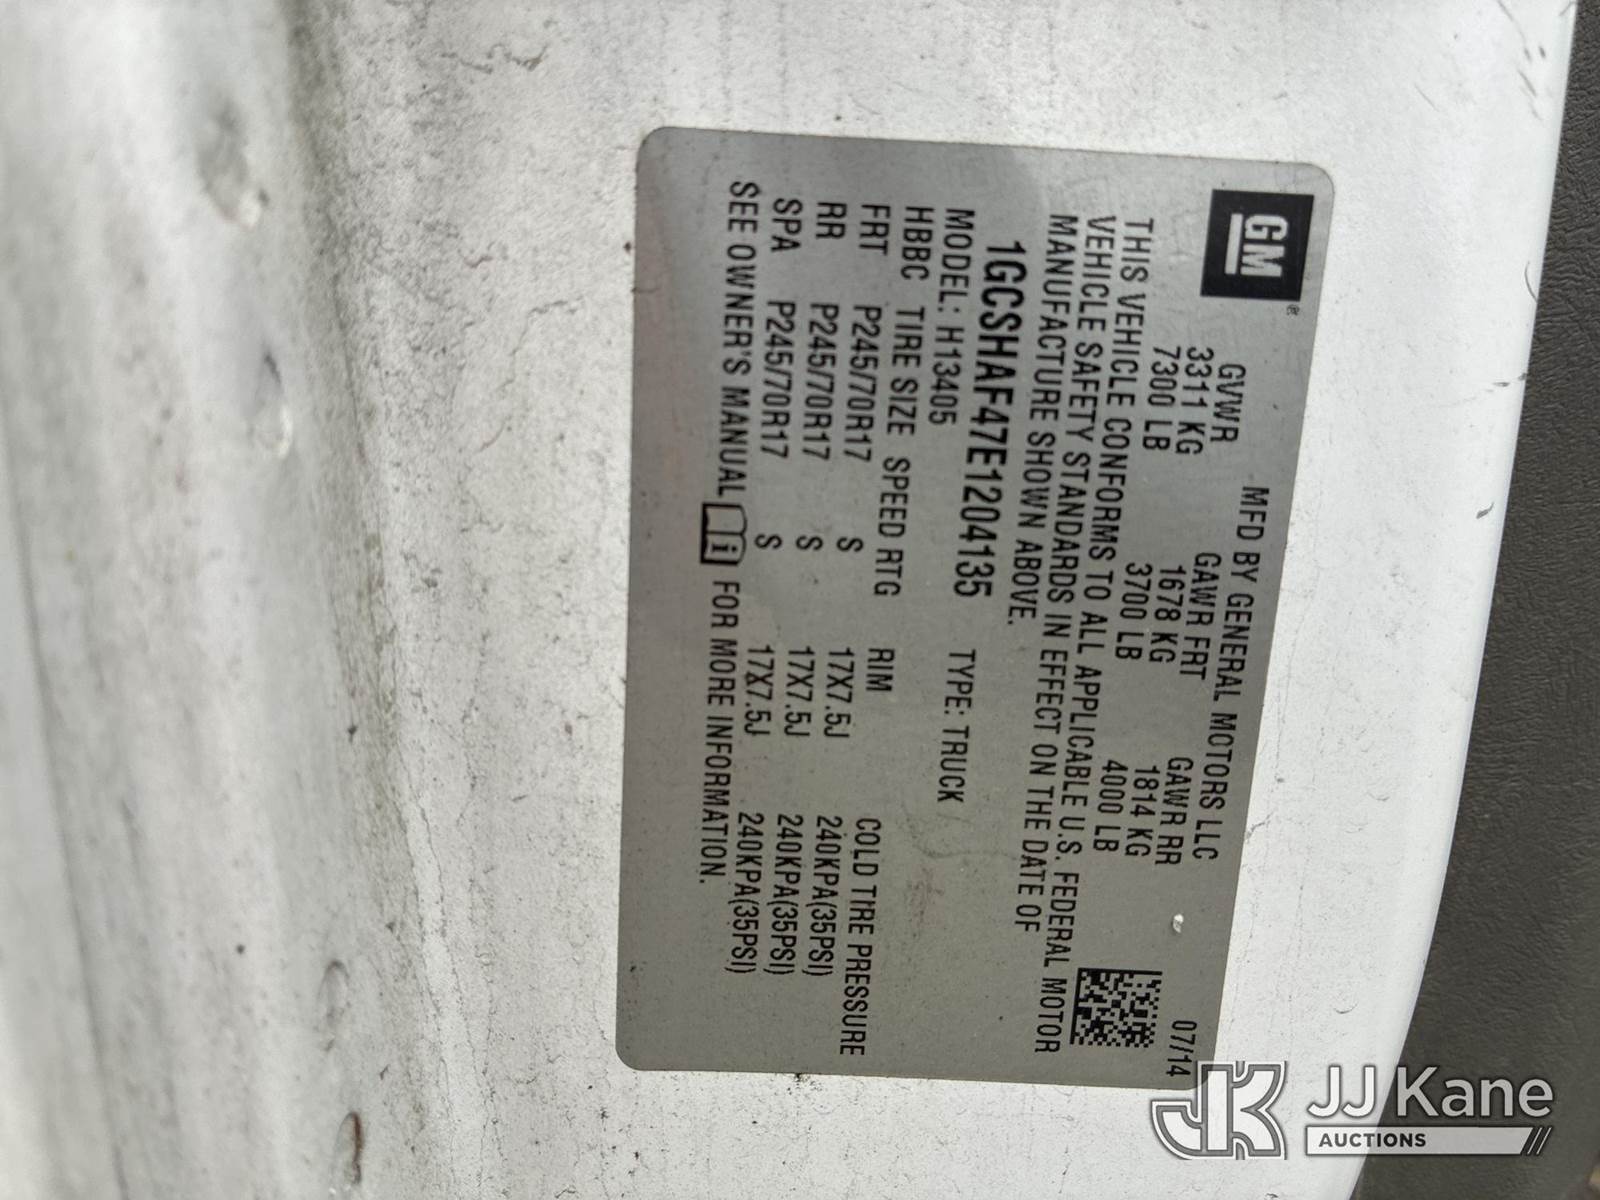 GM®
MFD BY GENERAL MOTORS LLC 07/14
GVWR GAWR FRT GAWR RR
3311 KG 1678 KG 1814 KG
7300 LB 3700 LB 4000 LB
THIS VEHICLE CONFORMS TO ALL APPLICABLE U.S. FEDERAL MOTOR
VEHICLE SAFETY STANDARDS IN EFFECT ON THE DATE OF
MANUFACTURE SHOWN ABOVE.
1GCSHAF47E1204135 TYPE: TRUCK
MODEL: H13405
HBBC TIRE SIZE SPEED RTG RIM COLD TIRE PRESSURE
FRT P245/70R17 S 17X7.5J 240KPA(35PSI)
RR P245/70R17 S 17X7.5J 240KPA(35PSI)
SPA P245/70R17 S 17X7.5J 240KPA(35PSI)
SEE OWNER'S MANUAL i FOR MORE INFORMATION.
JK JJ Kane
AUCTIONS